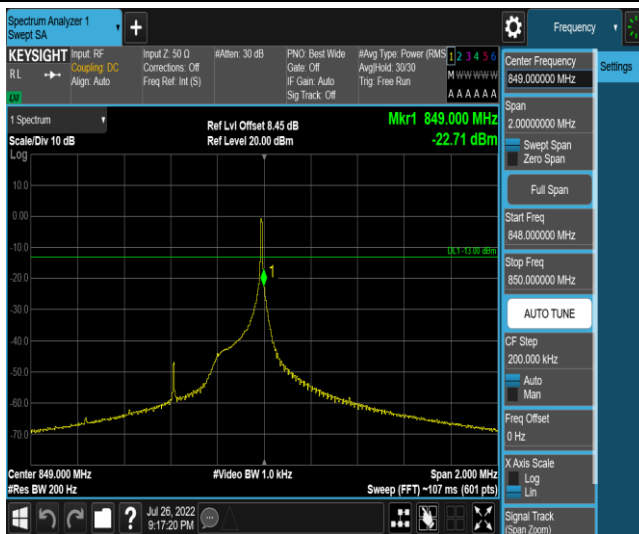 Spectrum Analyzer 1
Swept SA
+
Frequency
KEYSIGHT
R L
Input: RF
Coupling: DC
Align: Auto
Input Z: 50 Ω
Corrections: Off
Freq Ref: Int (S)
#Atten: 30 dB
PNO: Best Wide
Gate: Off
IF Gain: Auto
Sig Track: Off
#Avg Type: Power (RMS
Avg|Hold: 30/30
Trig: Free Run
1 2 3 4 5 6
M W W W W W
A A A A A A
1 Spectrum
Scale/Div 10 dB
Log
Ref Lvl Offset 8.45 dB
Ref Level 20.00 dBm
Mkr1 849.000 MHz
-22.71 dBm
10.0
0.00
-10.0
-20.0
-30.0
-40.0
-50.0
-60.0
-70.0
DL1 -13.00 dBm
1
Center 849.000 MHz
#Res BW 200 Hz
#Video BW 1.0 kHz
Span 2.000 MHz
Sweep (FFT) ~107 ms (601 pts)
Jul 26, 2022
9:17:20 PM
?
Center Frequency
849.000000 MHz
Span
2.00000000 MHz
Swept Span
Zero Span
Full Span
Start Freq
848.000000 MHz
Stop Freq
850.000000 MHz
AUTO TUNE
CF Step
200.000 kHz
Auto
Man
Freq Offset
0 Hz
X Axis Scale
Log
Lin
Signal Track
(Span Zoom)
Settings